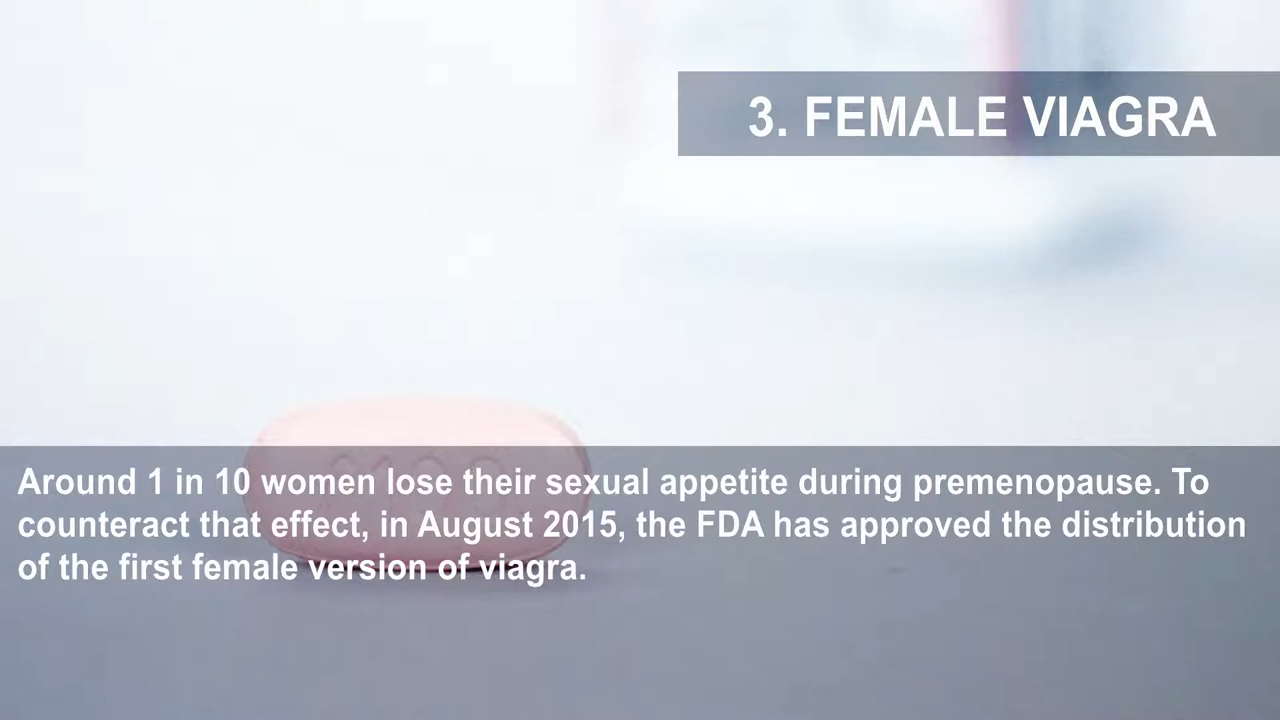 3. FEMALE VIAGRA
Around 1 in 10 women lose their sexual appetite during premenopause. To
counteract that effect, in August 2015, the FDA has approved the distribution
of the first female version of viagra.